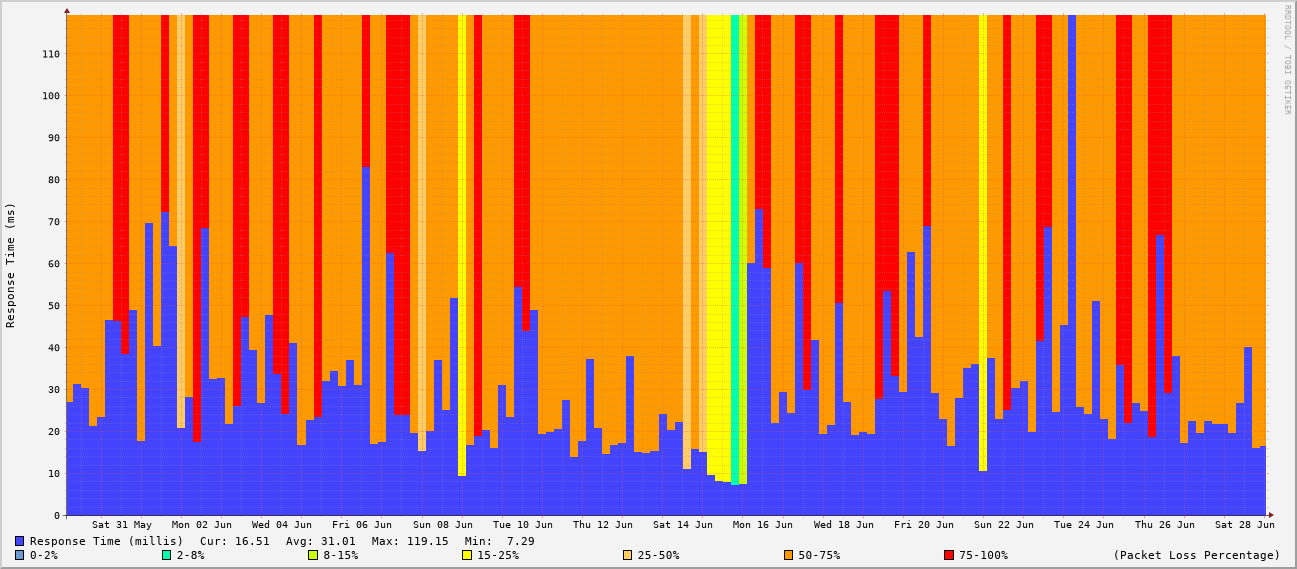 RRDTOOL / TOBI OETIKER
Response Time (ms)
110
100
90
80
70
60
50
40
30
20
10
0
Sat 31 May Mon 02 Jun Wed 04 Jun Fri 06 Jun Sun 08 Jun Tue 10 Jun Thu 12 Jun Sat 14 Jun Mon 16 Jun Wed 18 Jun Fri 20 Jun Sun 22 Jun Tue 24 Jun Thu 26 Jun Sat 28 Jun
Response Time (millis) Cur: 16.51 Avg: 31.01 Max: 119.15 Min: 7.29
0-2% 2-8% 8-15% 15-25% 25-50% 50-75% 75-100% (Packet Loss Percentage)